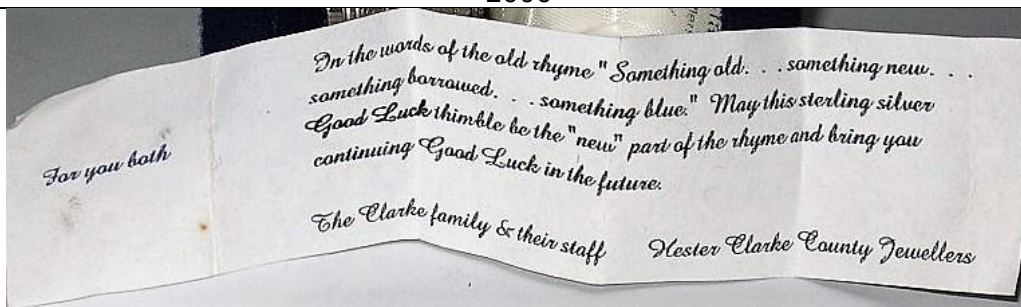 In the words of the old rhyme "Something old. . .something new. . .
something borrowed. . . something blue." May this sterling silver
Good Luck thimble be the "new" part of the rhyme and bring you
continuing Good Luck in the future.
For you both
The Clarke family & their staff Hester Clarke County Jewellers